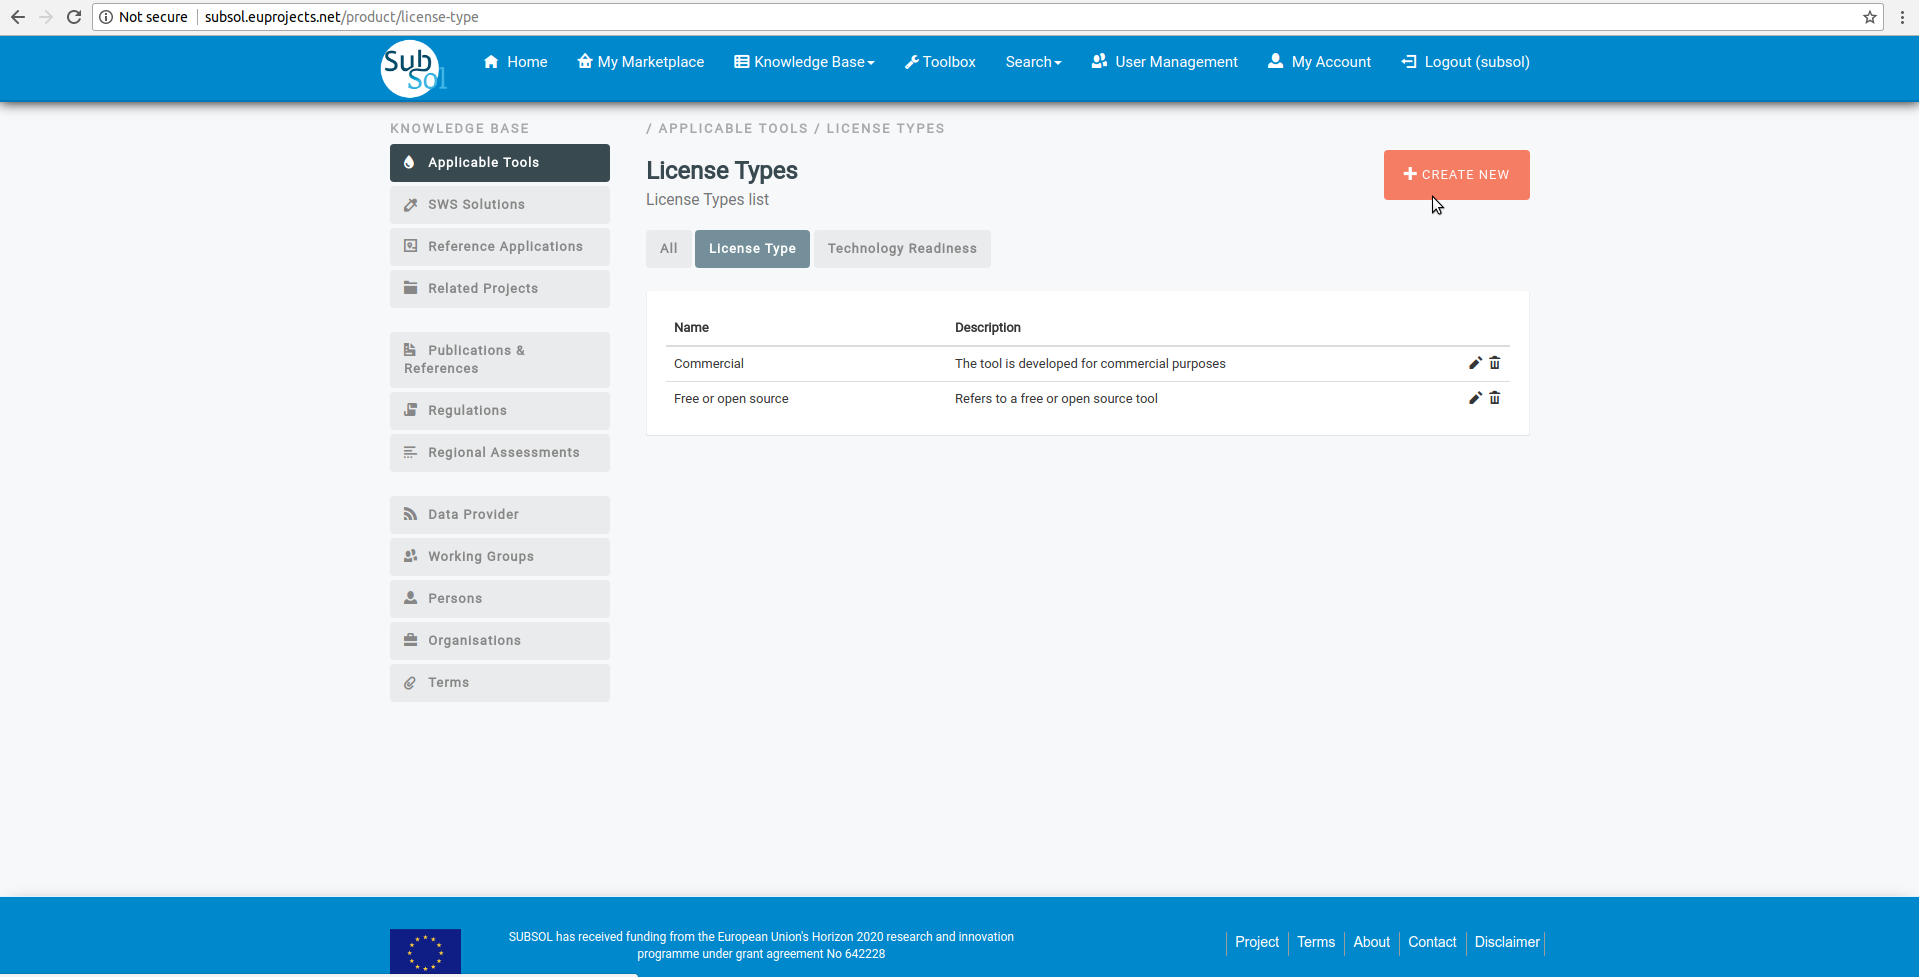 Not secure subsol.euprojects.net/product/license-type
Sub
Sol
Home My Marketplace Knowledge Base Toolbox Search User Management My Account Logout (subsol)
KNOWLEDGE BASE
Applicable Tools
SWS Solutions
Reference Applications
Related Projects
Publications &
References
Regulations
Regional Assessments
Data Provider
Working Groups
Persons
Organisations
Terms
/ APPLICABLE TOOLS / LICENSE TYPES
License Types
License Types list
CREATE NEW
All License Type Technology Readiness
Name Description
Commercial The tool is developed for commercial purposes
Free or open source Refers to a free or open source tool
SUBSOL has received funding from the European Union's Horizon 2020 research and innovation
programme under grant agreement No 642228
Project Terms About Contact Disclaimer